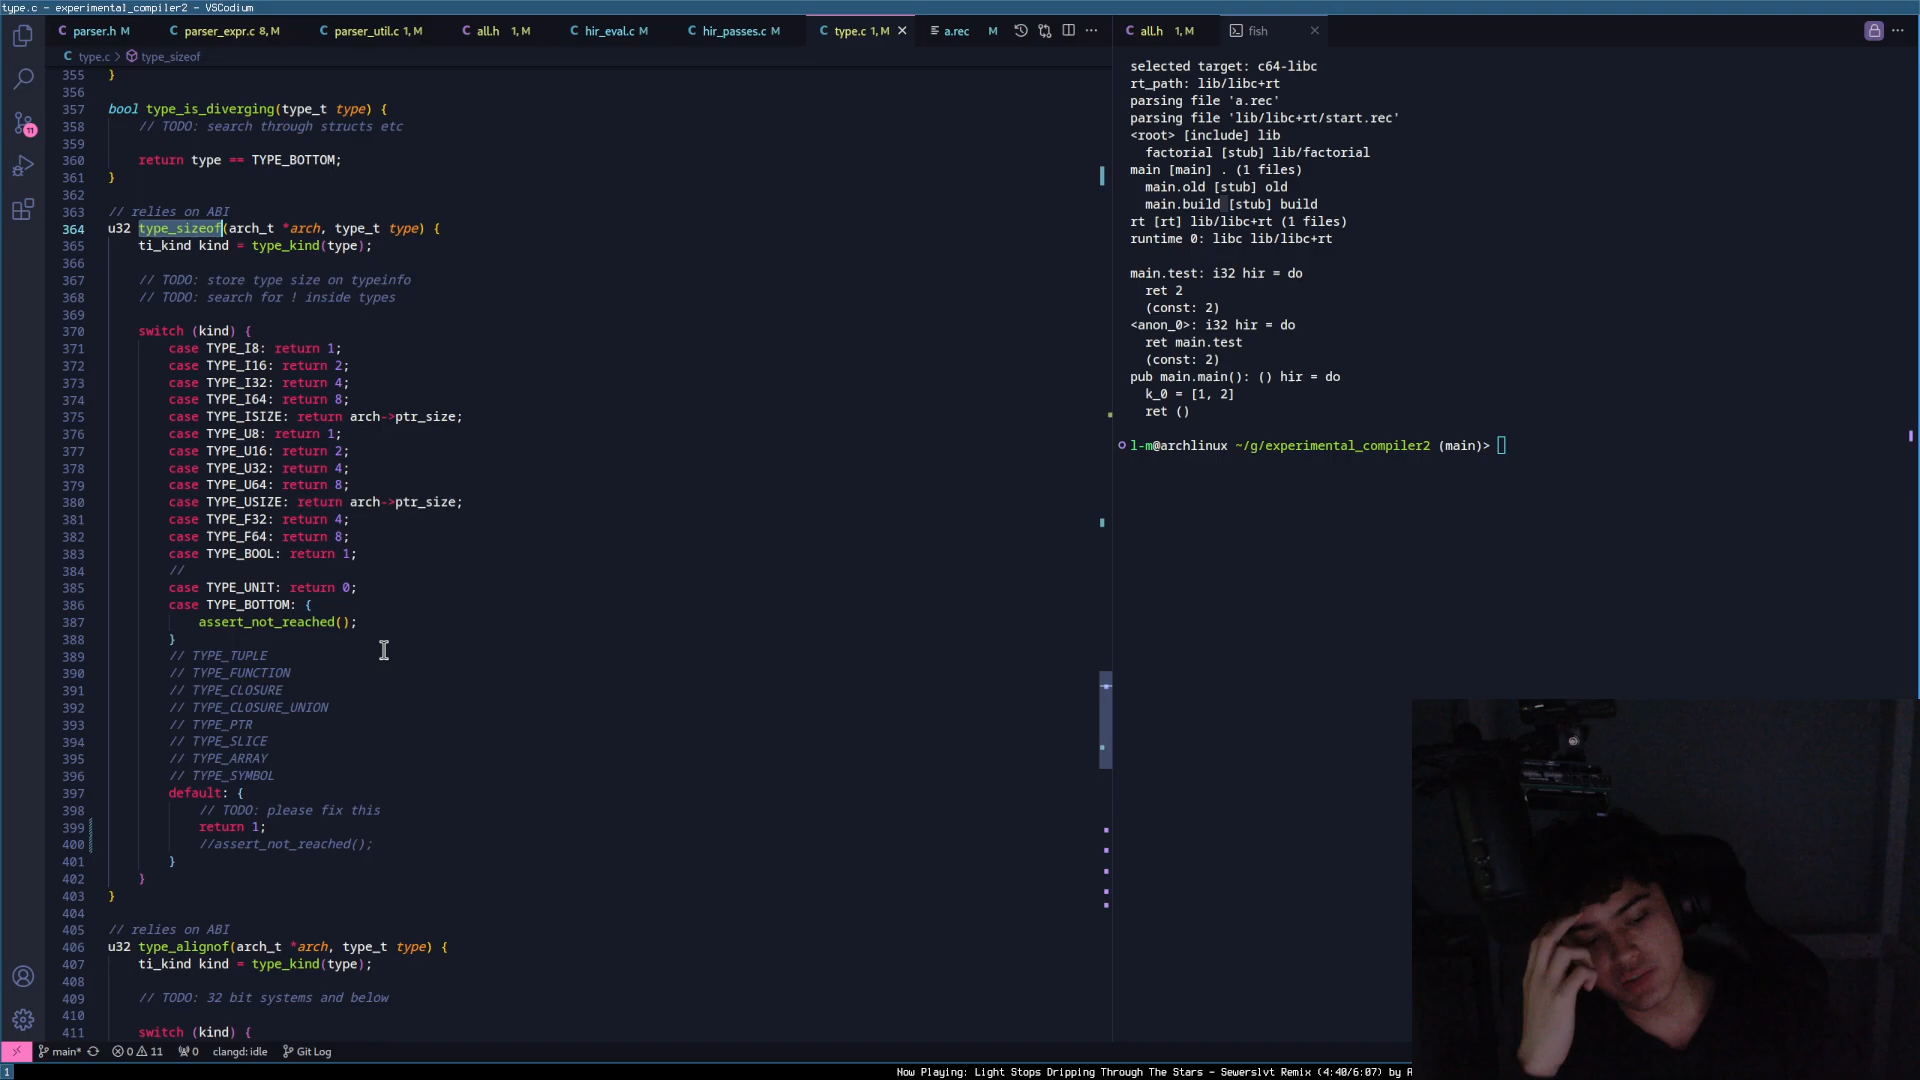 type.c - experimental_compiler2 - VSCodium
parser.h M
parser_expr.c 8, M
parser_util.c 1, M
all.h 1, M
hir_eval.c M
hir_passes.c M
type.c 1, M
a.rec M
all.h 1, M
fish
type.c > type_sizeof
355 }
356
357 bool type_is_diverging(type_t type) {
358 // TODO: search through structs etc
359
360 return type == TYPE_BOTTOM;
361 }
362
363 // relies on ABI
364 u32 type_sizeof(arch_t *arch, type_t type) {
365 ti_kind kind = type_kind(type);
366
367 // TODO: store type size on typeinfo
368 // TODO: search for ! inside types
369
370 switch (kind) {
371 case TYPE_I8: return 1;
372 case TYPE_I16: return 2;
373 case TYPE_I32: return 4;
374 case TYPE_I64: return 8;
375 case TYPE_ISIZE: return arch->ptr_size;
376 case TYPE_U8: return 1;
377 case TYPE_U16: return 2;
378 case TYPE_U32: return 4;
379 case TYPE_U64: return 8;
380 case TYPE_USIZE: return arch->ptr_size;
381 case TYPE_F32: return 4;
382 case TYPE_F64: return 8;
383 case TYPE_BOOL: return 1;
384 //
385 case TYPE_UNIT: return 0;
386 case TYPE_BOTTOM: {
387 assert_not_reached();
388 }
389 // TYPE_TUPLE
390 // TYPE_FUNCTION
391 // TYPE_CLOSURE
392 // TYPE_CLOSURE_UNION
393 // TYPE_PTR
394 // TYPE_SLICE
395 // TYPE_ARRAY
396 // TYPE_SYMBOL
397 default: {
398 // TODO: please fix this
399 return 1;
400 //assert_not_reached();
401 }
402 }
403 }
404
405 // relies on ABI
406 u32 type_alignof(arch_t *arch, type_t type) {
407 ti_kind kind = type_kind(type);
408
409 // TODO: 32 bit systems and below
410
411 switch (kind) {
selected target: c64-libc
rt_path: lib/libc+rt
parsing file 'a.rec'
parsing file 'lib/libc+rt/start.rec'
<root> [include] lib
factorial [stub] lib/factorial
main [main] . (1 files)
main.old [stub] old
main.build [stub] build
rt [rt] lib/libc+rt (1 files)
runtime 0: libc lib/libc+rt
main.test: i32 hir = do
ret 2
(const: 2)
<anon_0>: i32 hir = do
ret main.test
(const: 2)
pub main.main(): () hir = do
k_0 = [1, 2]
ret ()
l-m@archlinux ~/g/experimental_compiler2 (main)>
11
main* 0 11 0 clangd: idle Git Log
1
Now Playing: Light Stops Dripping Through The Stars - Sewerslvt Remix (4:40/6:07) by